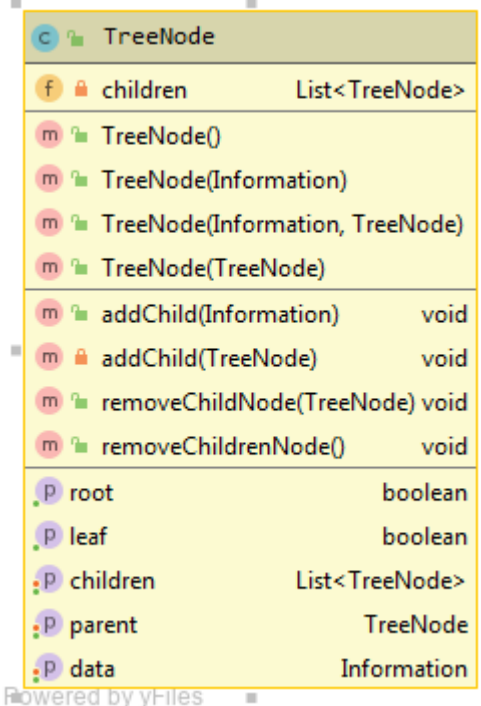 C TreeNode
f children List<TreeNode>
m TreeNode()
m TreeNode(Information)
m TreeNode(Information, TreeNode)
m TreeNode(TreeNode)
m addChild(Information) void
m addChild(TreeNode) void
m removeChildNode(TreeNode) void
m removeChildrenNode() void
p root boolean
p leaf boolean
p children List<TreeNode>
p parent TreeNode
p data Information
Powered by yFiles